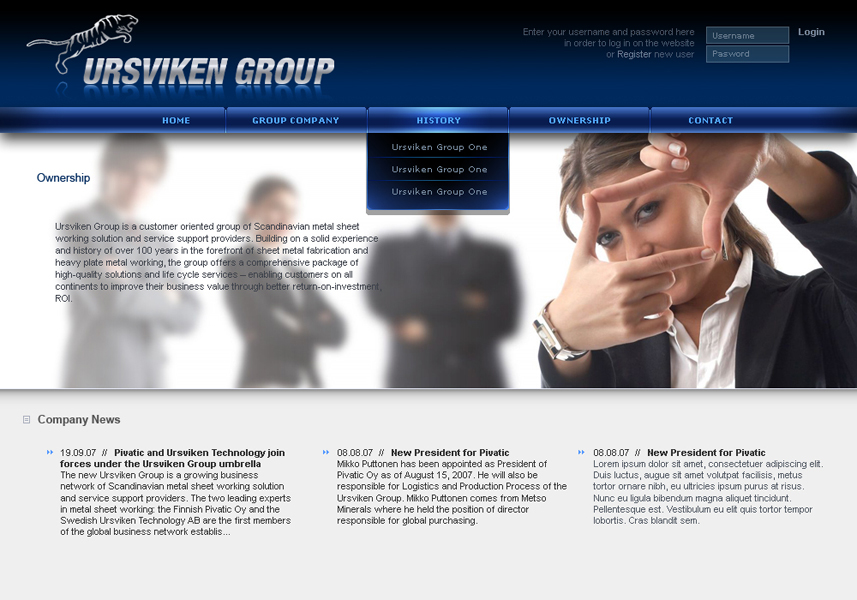 Enter your username and password here
in order to log in on the website
or Register new user
Username
Pasword
Login
URSVIKEN GROUP
HOME
GROUP COMPANY
HISTORY
OWNERSHIP
CONTACT
Ursviken Group One
Ursviken Group One
Ursviken Group One
Ownership
Ursviken Group is a customer oriented group of Scandinavian metal sheet
working solution and service support providers. Building on a solid experience
and history of over 100 years in the forefront of sheet metal fabrication and
heavy plate metal working, the group offers a comprehensive package of
high-quality solutions and life cycle services – enabling customers on all
continents to improve their business value through better return-on-investment,
ROI.
Company News
19.09.07 // Pivatic and Ursviken Technology join
forces under the Ursviken Group umbrella
The new Ursviken Group is a growing business
network of Scandinavian metal sheet working solution
and service support providers. The two leading experts
in metal sheet working: the Finnish Pivatic Oy and the
Swedish Ursviken Technology AB are the first members
of the global business network establis...
08.08.07 // New President for Pivatic
Mikko Puttonen has been appointed as President of
Pivatic Oy as of August 15, 2007. He will also be
responsible for Logistics and Production Process of the
Ursviken Group. Mikko Puttonen comes from Metso
Minerals where he held the position of director
responsible for global purchasing.
08.08.07 // New President for Pivatic
Lorem ipsum dolor sit amet, consectetuer adipiscing elit.
Duis luctus, augue sit amet volutpat facilisis, metus
tortor ornare nibh, eu ultricies ipsum purus at risus.
Nunc eu ligula bibendum magna aliquet tincidunt.
Pellentesque est. Vestibulum eu elit quis tortor tempor
lobortis. Cras blandit sem.